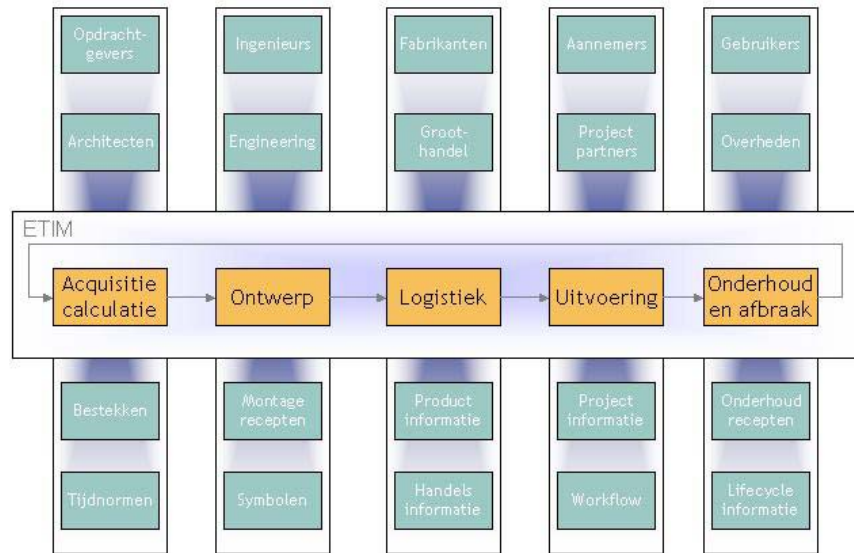 Opdracht-
gevers
Ingenieurs
Fabrikanten
Aannemers
Gebruikers
Architecten
Engineering
Groot-
handel
Project
partners
Overheden
ETIM
Acquisitie
calculatie
Ontwerp
Logistiek
Uitvoering
Onderhoud
en afbraak
Bestekken
Montage
recepten
Product
informatie
Project
informatie
Onderhoud
recepten
Tijdnormen
Symbolen
Handels
informatie
Workflow
Lifecycle
informatie